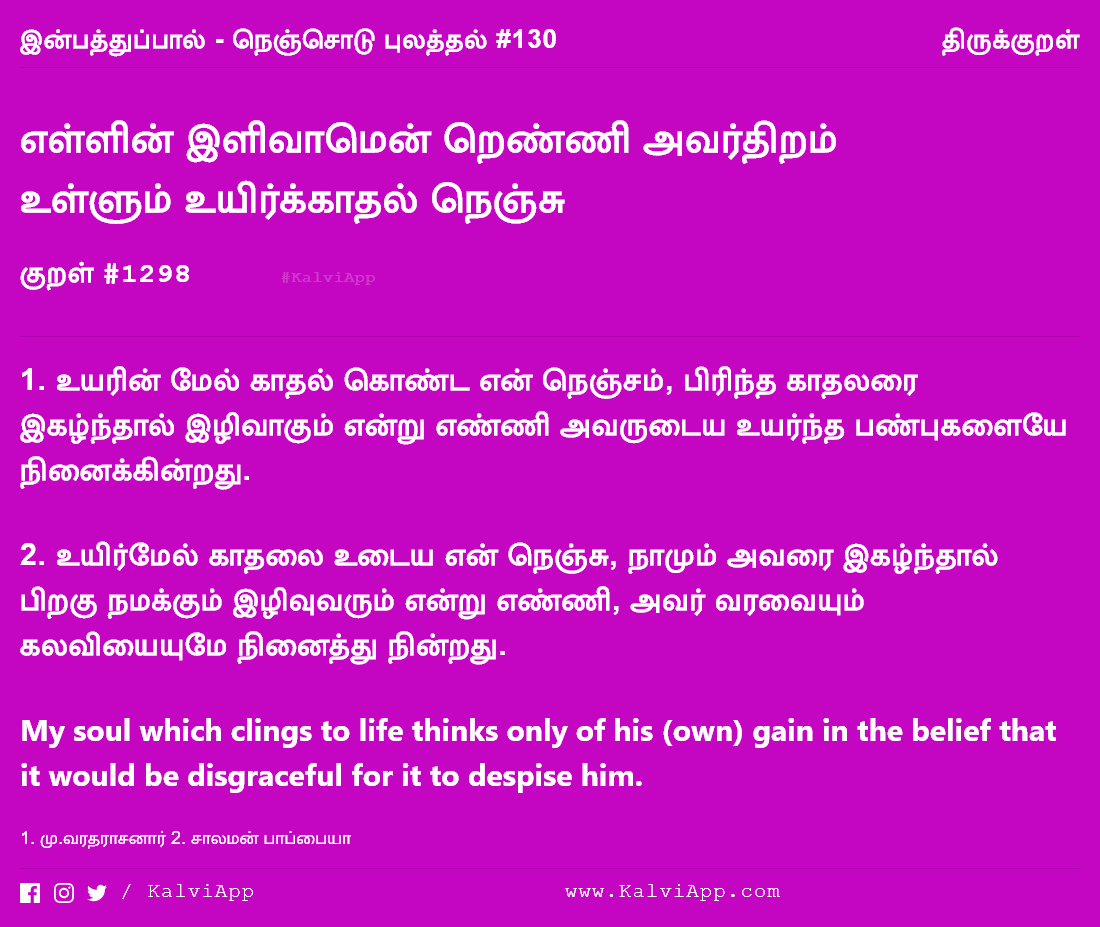 இன்பத்துப்பால் - நெஞ்சொடு புலத்தல் #130
திருக்குறள்
எள்ளின் இளிவாமென் றெண்ணி அவர்திறம்
உள்ளும் உயிர்க்காதல் நெஞ்சு
குறள் #1298
#KalviApp
1. உயரின் மேல் காதல் கொண்ட என் நெஞ்சம், பிரிந்த காதலரை
இகழ்ந்தால் இழிவாகும் என்று எண்ணி அவருடைய உயர்ந்த பண்புகளையே
நினைக்கின்றது.
2. உயிர்மேல் காதலை உடைய என் நெஞ்சு, நாமும் அவரை இகழ்ந்தால்
பிறகு நமக்கும் இழிவுவரும் என்று எண்ணி, அவர் வரவையும்
கலவியையுமே நினைத்து நின்றது.
My soul which clings to life thinks only of his (own) gain in the belief that
it would be disgraceful for it to despise him.
1. மு.வரதராசனார் 2. சாலமன் பாப்பையா
/ KalviApp
www.KalviApp.com